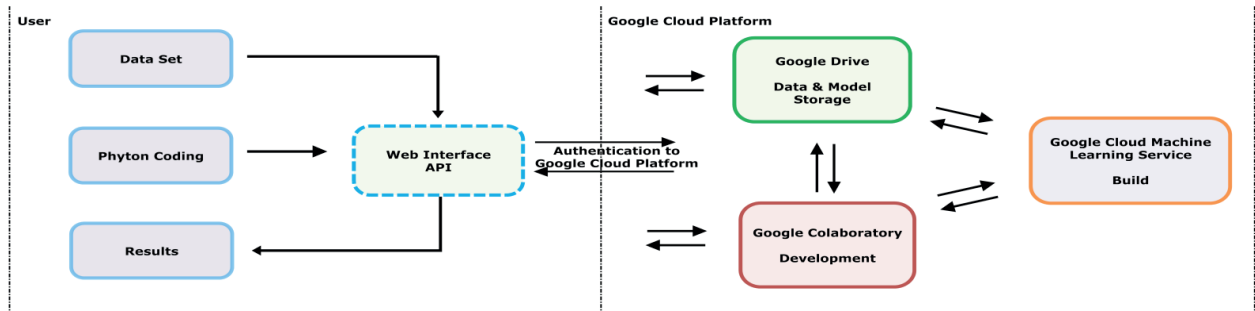 User
Google Cloud Platform
Data Set
Phyton Coding
Results
Web Interface
API
Authentication to
Google Cloud Platform
Google Drive
Data & Model
Storage
Google Colaboratory
Development
Google Cloud Machine
Learning Service
Build